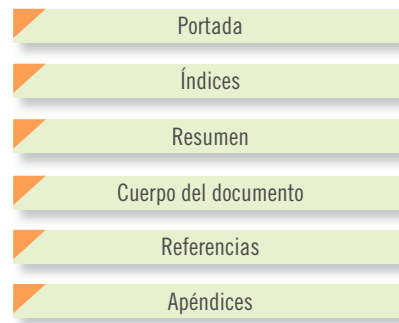 Portada
Índices
Resumen
Cuerpo del documento
Referencias
Apéndices